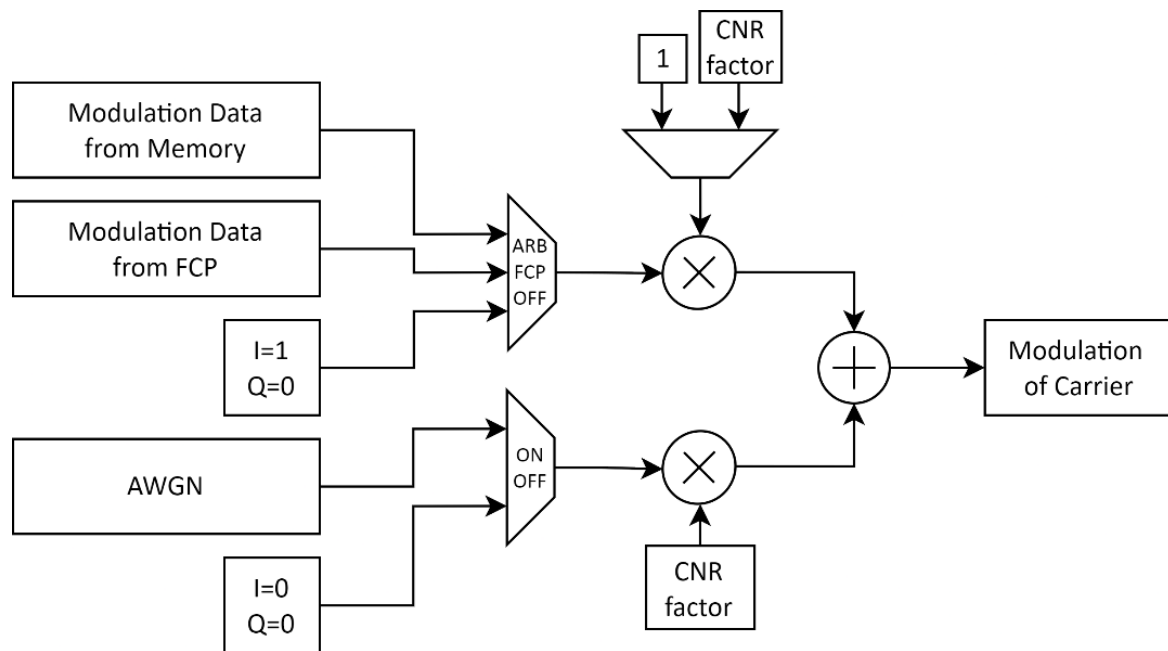 1
CNR
factor
Modulation Data
from Memory
Modulation Data
from FCP
ARB
FCP
OFF
I=1
Q=0
Modulation
of Carrier
AWGN
ON
OFF
I=0
Q=0
CNR
factor